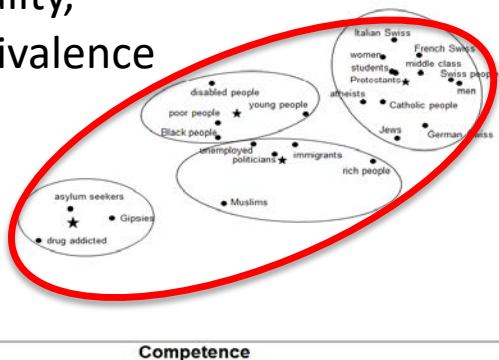 ality,
ivalence
Italian Swiss
women
French Swiss
students
middle class
Protestants
Swiss people
men
atheists
Catholic people
Jews
German Swiss
disabled people
young people
poor people
Black people
unemployed
politicians
immigrants
rich people
Muslims
asylum seekers
Gipsies
drug addicted
Competence